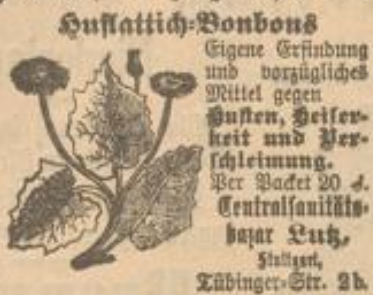 Huflattich-Bonbons
Eigene Erfindung
und vorzügliches
Mittel gegen
Husten, Heiser-
keit und Ver-
schleimung.
Per Packet 20 ₰.
Centralsanitäts-
bazar Lutz,
Stuttgart,
Tübinger-Str. 2b.